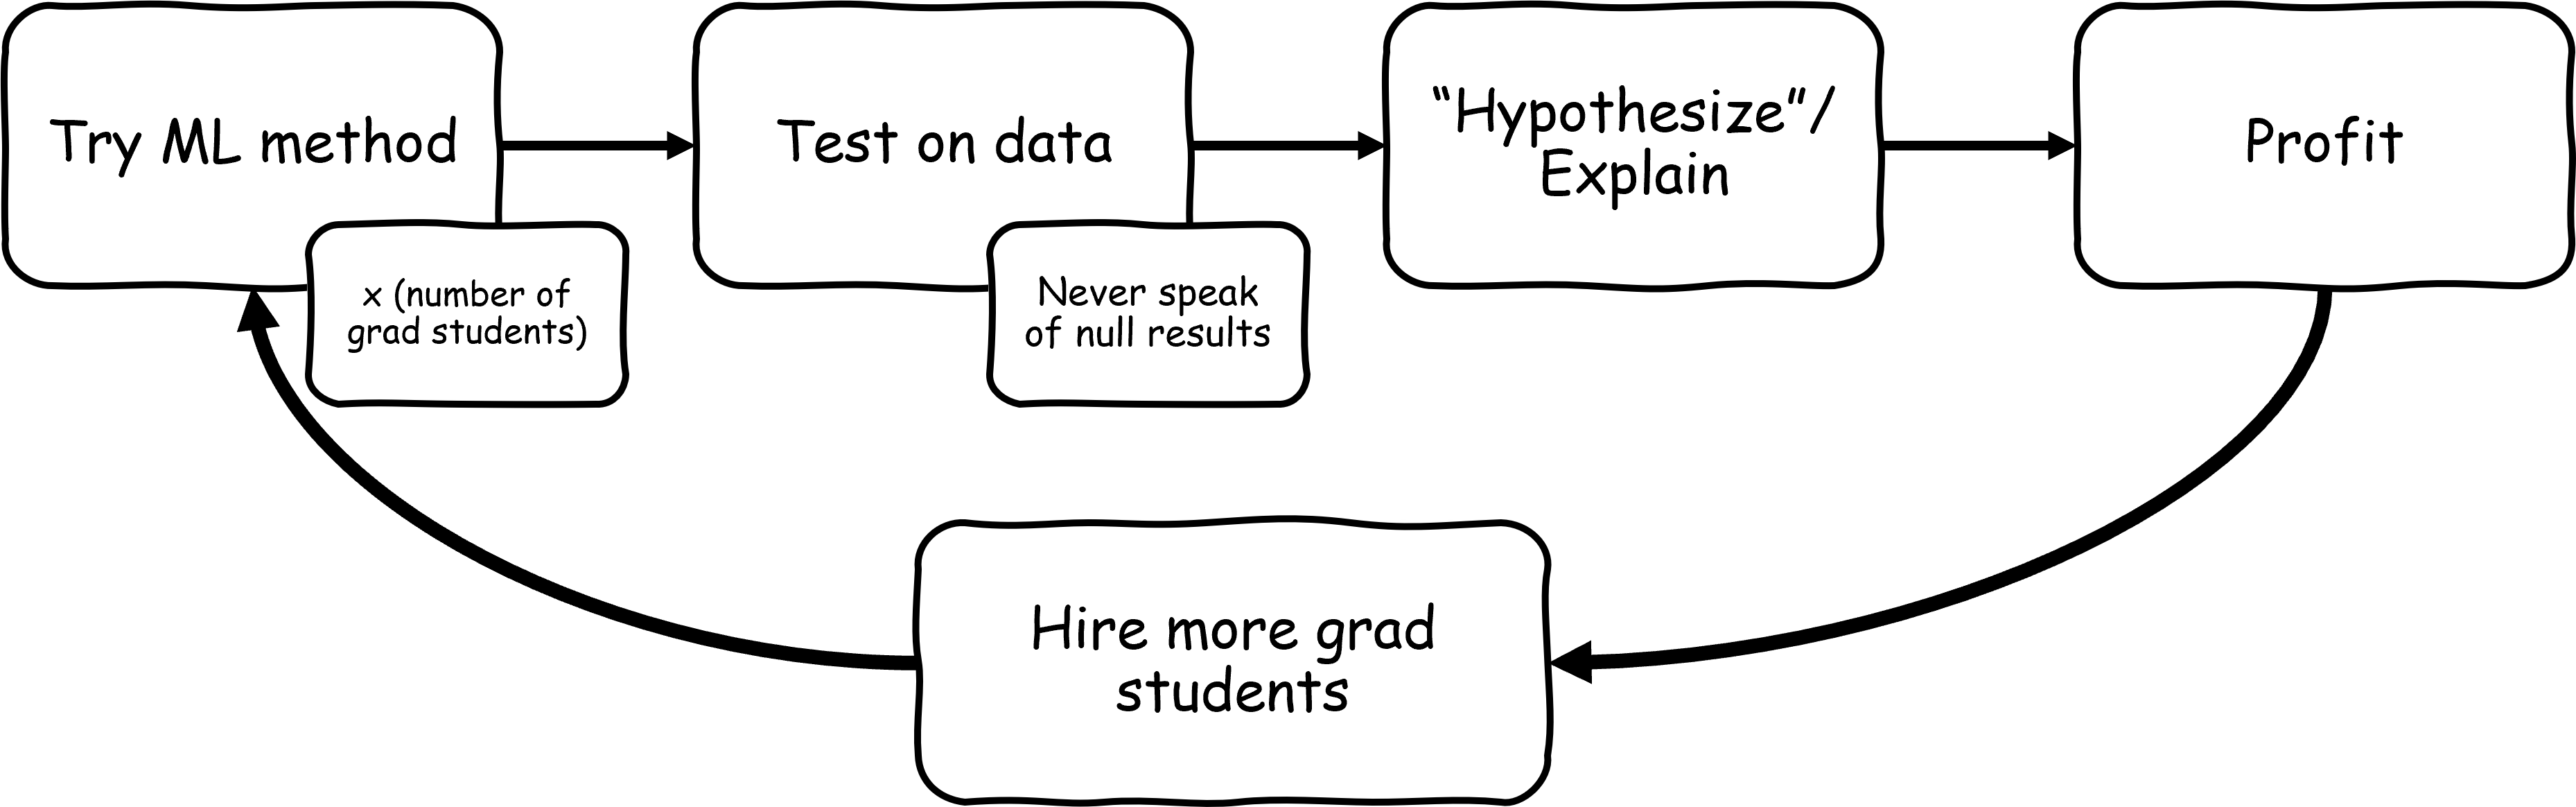 Try ML method
x (number of
grad students)
Test on data
Never speak
of null results
“Hypothesize”/
Explain
Profit
Hire more grad
students